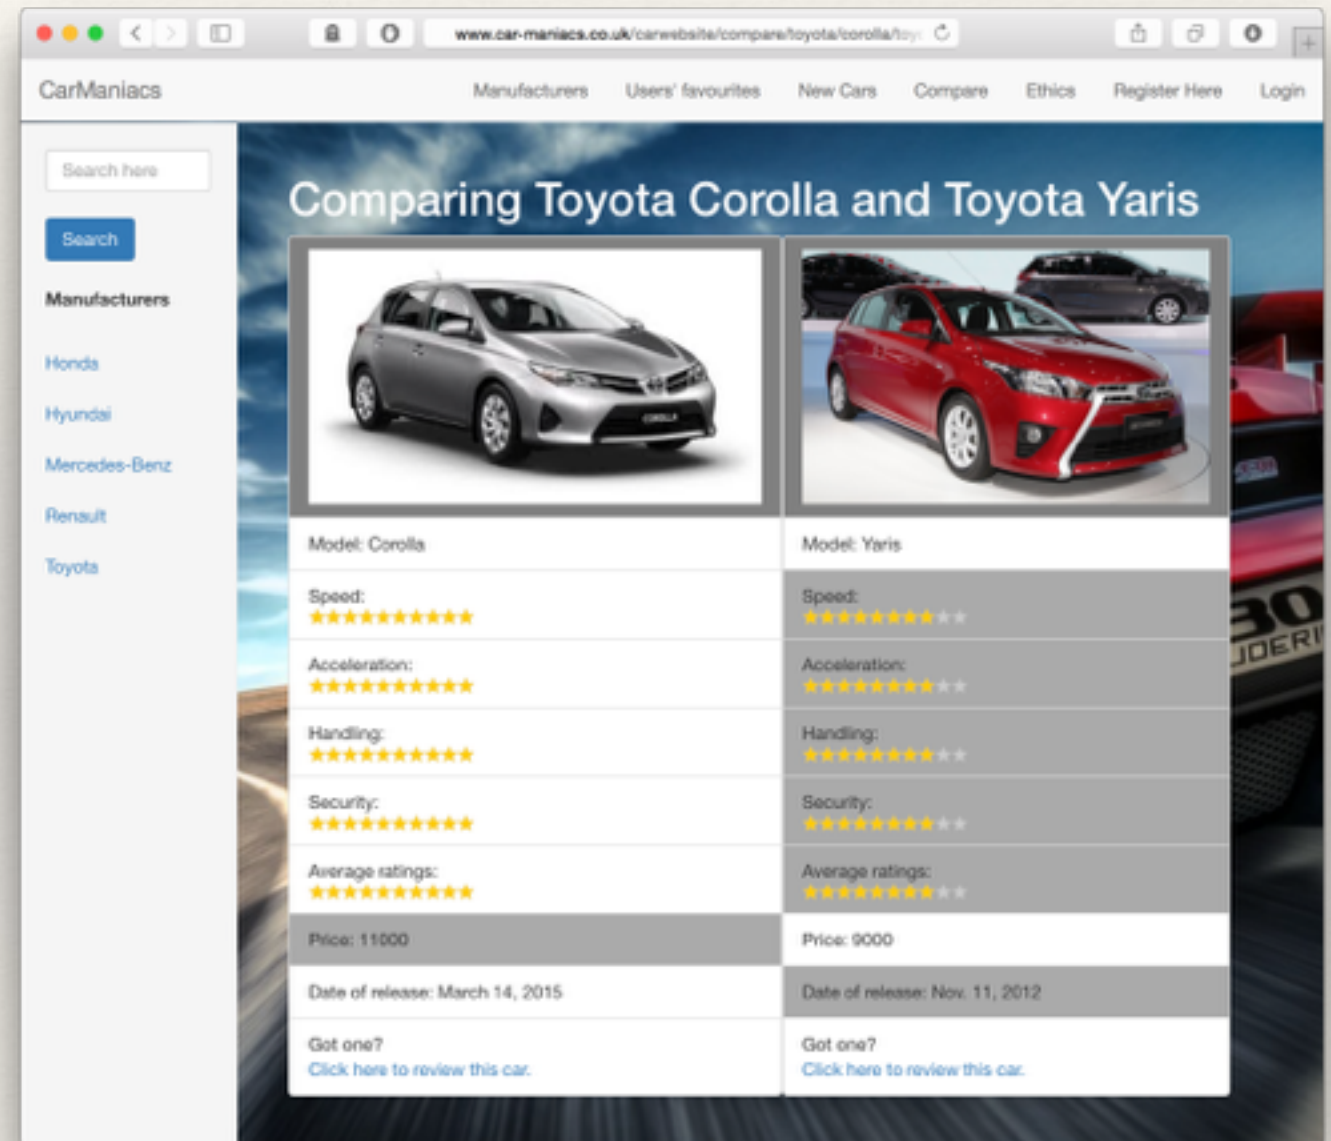 www.car-maniacs.co.uk/carwebsite/compare/toyota/corolla/toy
CarManiacs
Manufacturers
Users' favourites
New Cars
Compare
Ethics
Register Here
Login
Search here
Search
Manufacturers
Honda
Hyundai
Mercedes-Benz
Renault
Toyota
Comparing Toyota Corolla and Toyota Yaris
COROLLA
Model: Corolla
Model: Yaris
Speed:
Speed:
Acceleration:
Acceleration:
Handling:
Handling:
Security:
Security:
Average ratings:
Average ratings:
Price: 11000
Price: 9000
Date of release: March 14, 2015
Date of release: Nov. 11, 2012
Got one?
Click here to review this car.
Got one?
Click here to review this car.
30